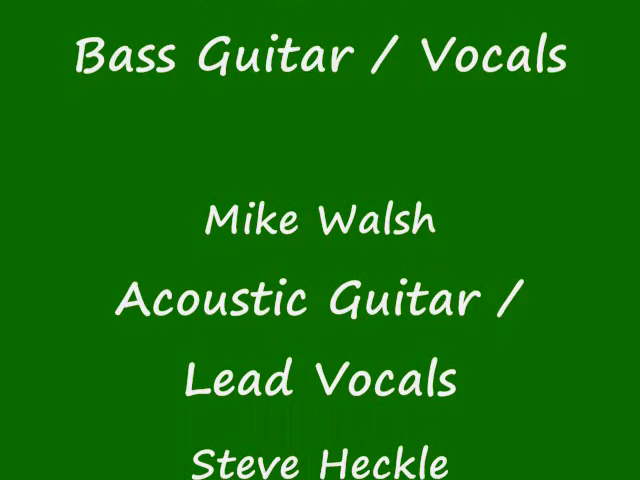 Bass Guitar / Vocals
Mike Walsh
Acoustic Guitar /
Lead Vocals
Steve Heckle